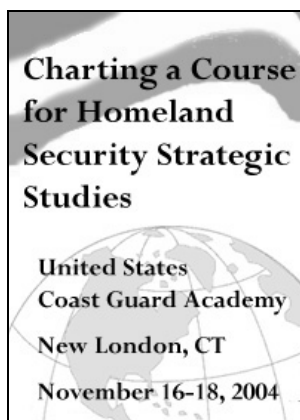 Charting a Course
for Homeland
Security Strategic
Studies
United States
Coast Guard Academy
New London, CT
November 16-18, 2004